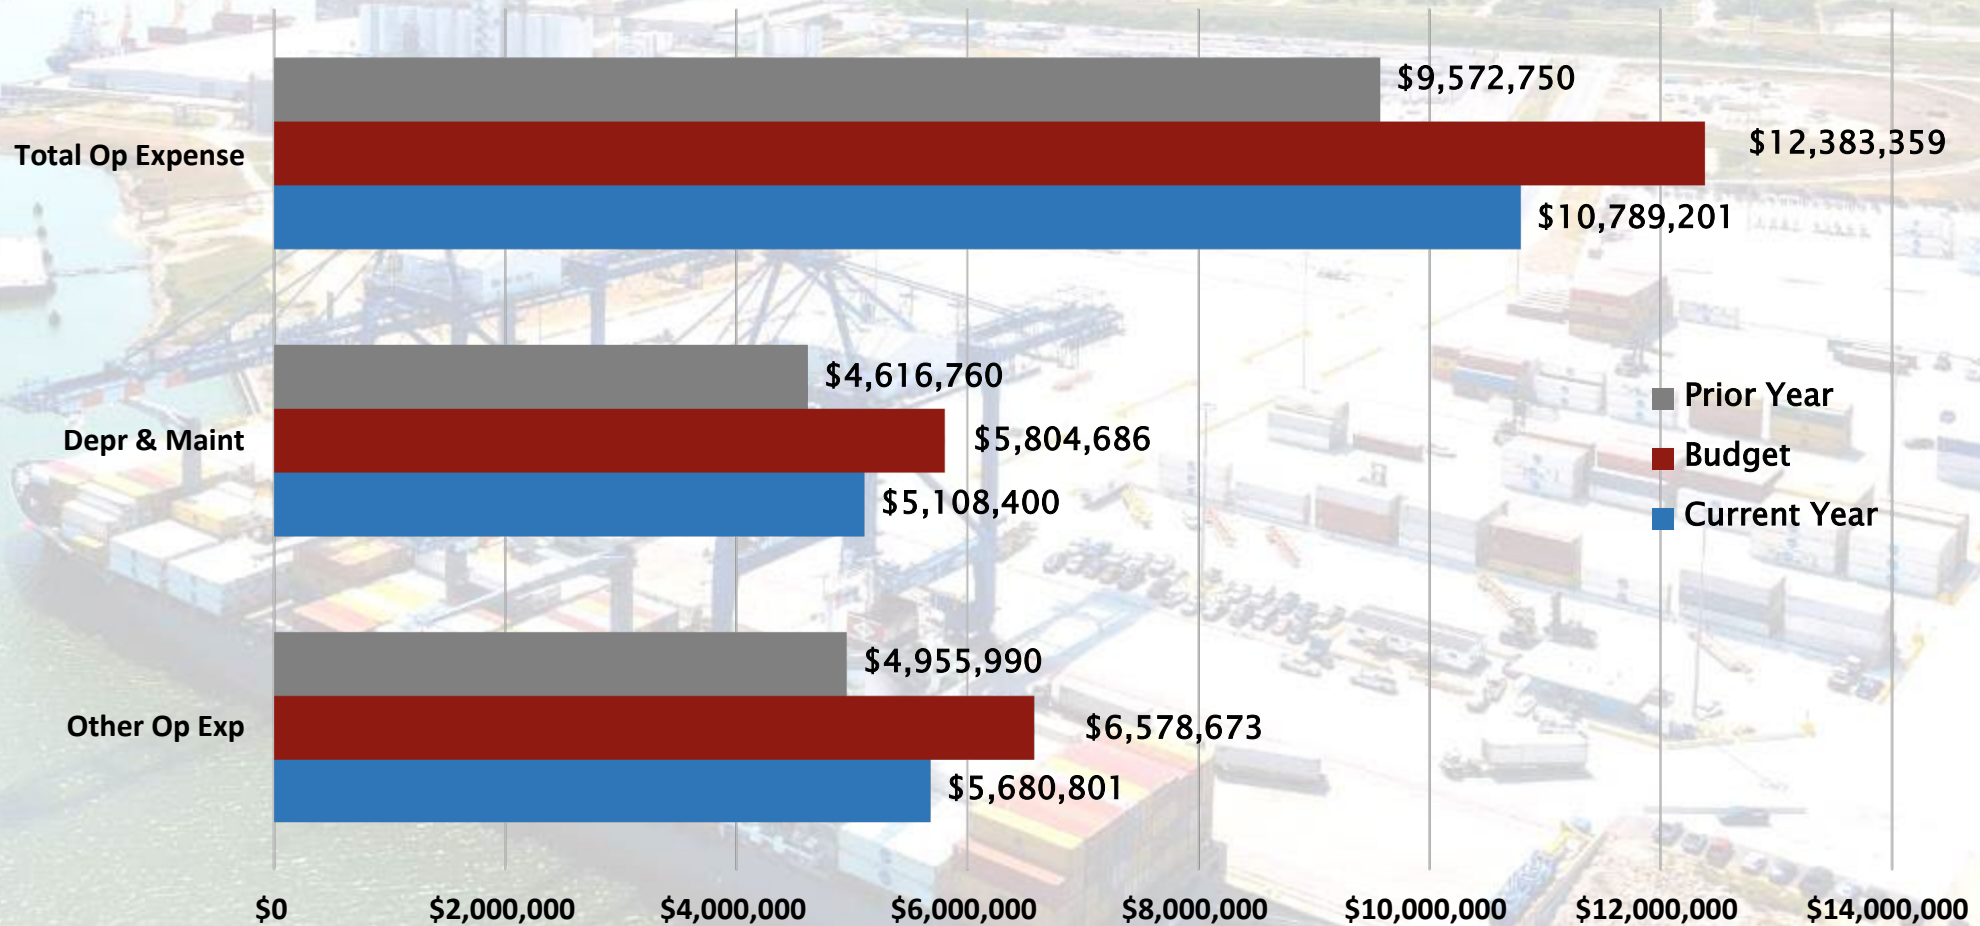 $9,572,750
Total Op Expense
$12,383,359
$10,789,201
$4,616,760
Depr & Maint
$5,804,686
$5,108,400
Prior Year
Budget
Current Year
$4,955,990
Other Op Exp
$6,578,673
$5,680,801
$0 $2,000,000 $4,000,000 $6,000,000 $8,000,000 $10,000,000 $12,000,000 $14,000,000